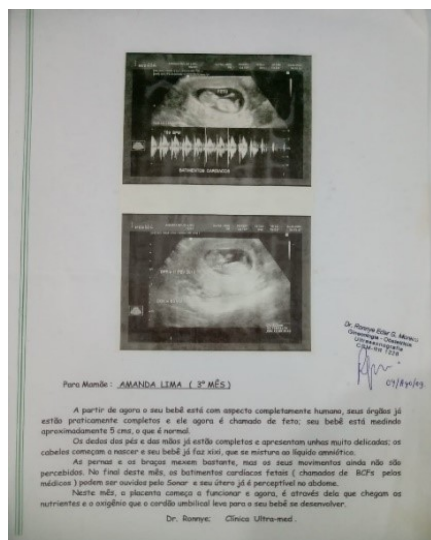 BATIMENTOS CARDIACOS
Dr. Ronnye Eder G.
Ginecologia - Obstetrícia
Ultrassonografia
Para Mamãe : AMANDA LIMA ( 3º MÊS )
A partir de agora o seu bebê está com aspecto completamente humano, seus órgãos já
estão praticamente completos e ele agora é chamado de feto; seu bebê está medindo
aproximadamente 5 cms, o que é normal.
Os dedos dos pés e das mãos já estão completos e apresentam unhas muito delicadas; os
cabelos começam a nascer e seu bebê já faz xixi, que se mistura ao líquido amniótico.
As pernas e os braços mexem bastante, mas os seus movimentos ainda não são
percebidos. No final deste mês, os batimentos cardíacos fetais ( chamados de BCFs pelos
médicos ) podem ser ouvidos pelo Sonar e seu útero já é perceptível no abdome.
Neste mês, a placenta começa a funcionar e agora, é através dela que chegam os
nutrientes e o oxigênio que o cordão umbilical leva para o seu bebê se desenvolver.
Dr. Ronnye; Clínica Ultra-med .